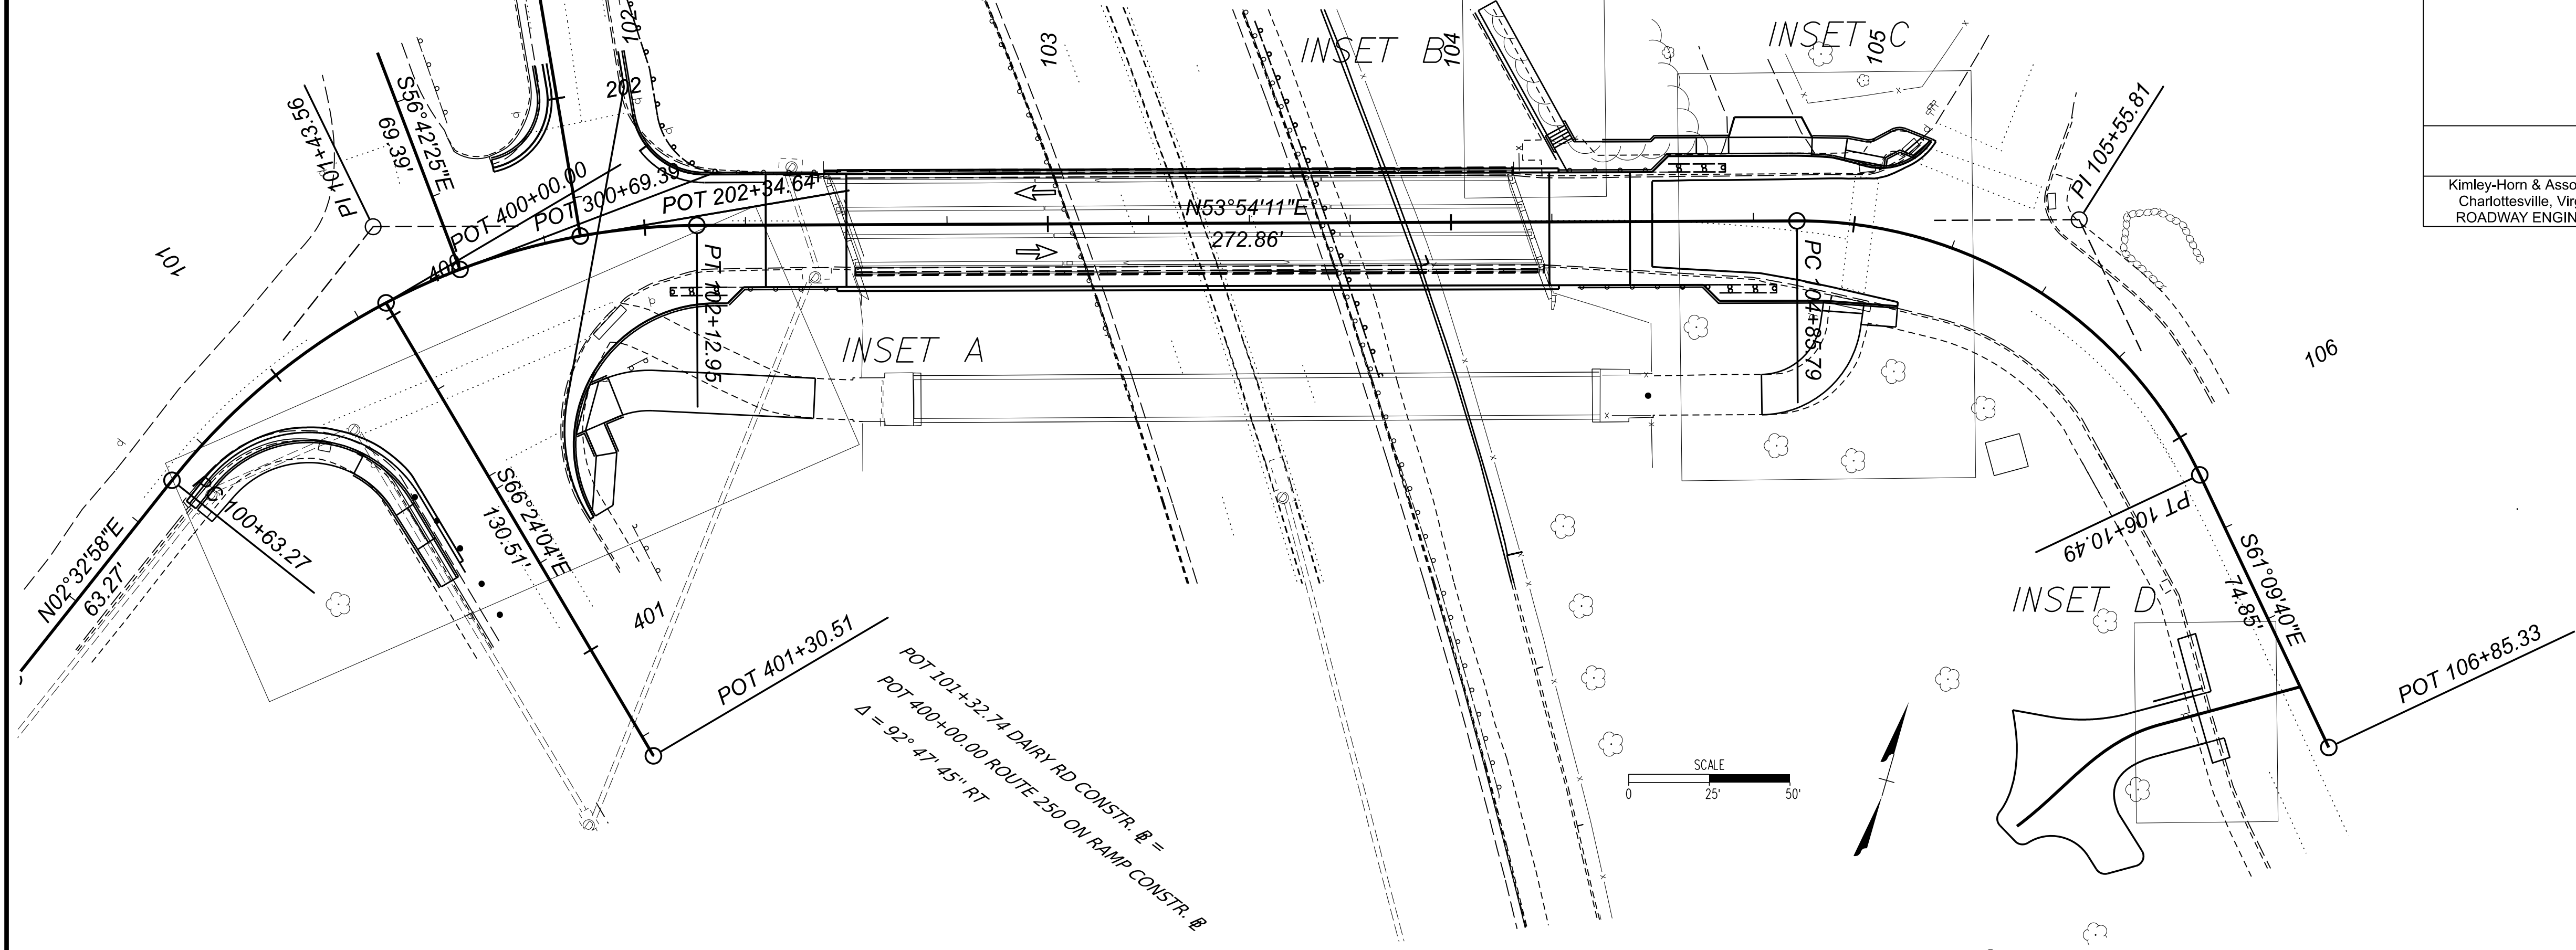 102
103
INSET B
104
INSET C
105
202
PI 101+43.56
S56°42'25"E
69.39'
PI 105+55.81
Kimley-Horn & Asso
Charlottesville, Virg
ROADWAY ENGIN
POT 400+00.00
POT 300+69.39
POT 202+34.64
N53°54'11"E
272.86'
101
400
PT 102+12.95
PC 104+85.79
INSET A
106
PC 100+63.27
S66°24'04"E
130.51'
N02°32'58"E
63.27'
PT 106+10.49
S61°09'40"E
74.85'
INSET D
401
POT 401+30.51
POT 106+85.33
POT 101+32.74 DAIRY RD CONSTR. BL =
POT 400+00.00 ROUTE 250 ON RAMP CONSTR. BL
Δ = 92° 47' 45" RT
SCALE
0 25' 50'